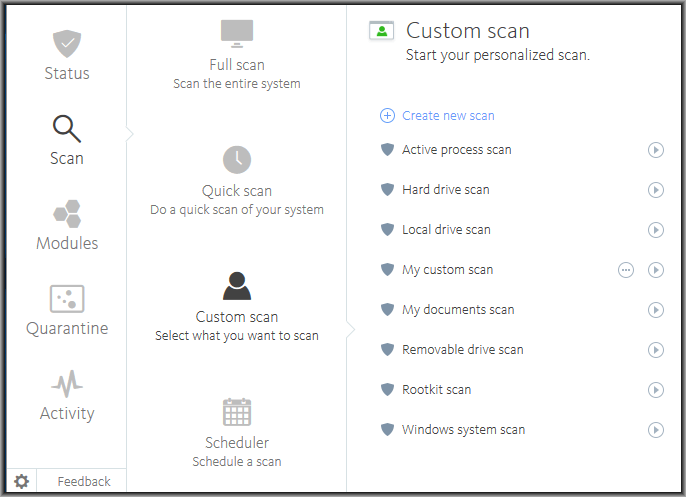 Status
Scan
Modules
Quarantine
Activity
Feedback
Full scan
Scan the entire system
Quick scan
Do a quick scan of your system
Custom scan
Select what you want to scan
Scheduler
Schedule a scan
Custom scan
Start your personalized scan.
Create new scan
Active process scan
Hard drive scan
Local drive scan
My custom scan
My documents scan
Removable drive scan
Rootkit scan
Windows system scan